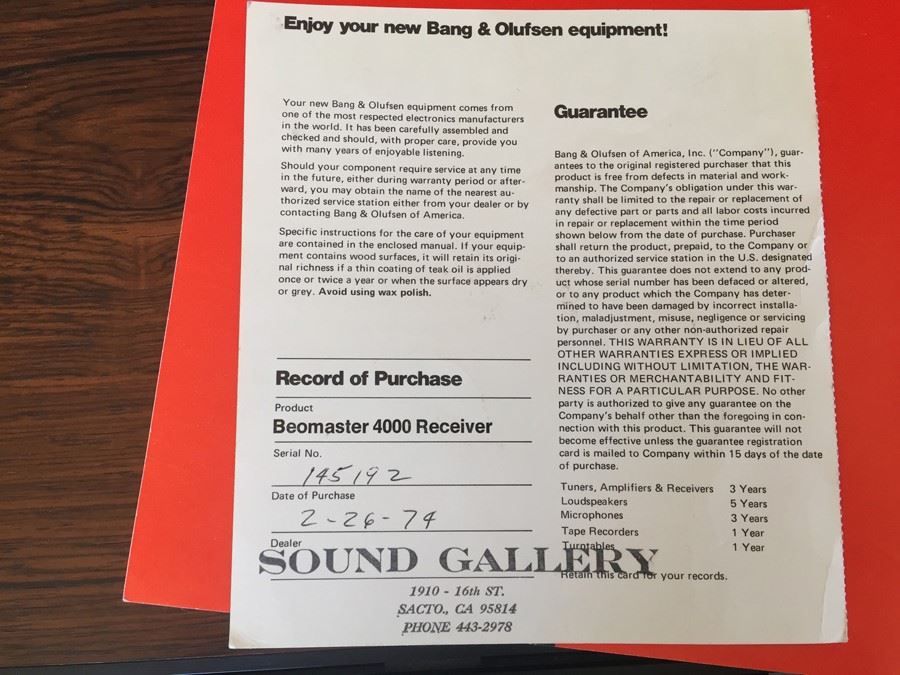 Enjoy your new Bang & Olufsen equipment!
Your new Bang & Olufsen equipment comes from
one of the most respected electronics manufacturers
in the world. It has been carefully assembled and
checked and should, with proper care, provide you
with many years of enjoyable listening.
Should your component require service at any time
in the future, either during warranty period or after-
ward, you may obtain the name of the nearest au-
thorized service station either from your dealer or by
contacting Bang & Olufsen of America.
Specific instructions for the care of your equipment
are contained in the enclosed manual. If your equip-
ment contains wood surfaces, it will retain its origi-
nal richness if a thin coating of teak oil is applied
once or twice a year or when the surface appears dry
or grey. Avoid using wax polish.
Record of Purchase
Product
Beomaster 4000 Receiver
Serial No.
145192
Date of Purchase
2-26-74
Dealer
SOUND GALLERY
1910 - 16th ST.
SACTO., CA 95814
PHONE 443-2978
Guarantee
Bang & Olufsen of America, Inc. ("Company"), guar-
antees to the original registered purchaser that this
product is free from defects in material and work-
manship. The Company's obligation under this war-
ranty shall be limited to the repair or replacement of
any defective part or parts and all labor costs incurred
in repair or replacement within the time period
shown below from the date of purchase. Purchaser
shall return the product, prepaid, to the Company or
to an authorized service station in the U.S. designated
thereby. This guarantee does not extend to any prod-
uct whose serial number has been defaced or altered,
or to any product which the Company has deter-
mined to have been damaged by incorrect installa-
tion, maladjustment, misuse, negligence or servicing
by purchaser or any other non-authorized repair
personnel. THIS WARRANTY IS IN LIEU OF ALL
OTHER WARRANTIES EXPRESS OR IMPLIED
INCLUDING WITHOUT LIMITATION, THE WAR-
RANTIES OR MERCHANTABILITY AND FIT-
NESS FOR A PARTICULAR PURPOSE. No other
party is authorized to give any guarantee on the
Company's behalf other than the foregoing in con-
nection with this product. This guarantee will not
become effective unless the guarantee registration
card is mailed to Company within 15 days of the date
of purchase.
Tuners, Amplifiers & Receivers 3 Years
Loudspeakers 5 Years
Microphones 3 Years
Tape Recorders 1 Year
Turntables 1 Year
Retain this card for your records.